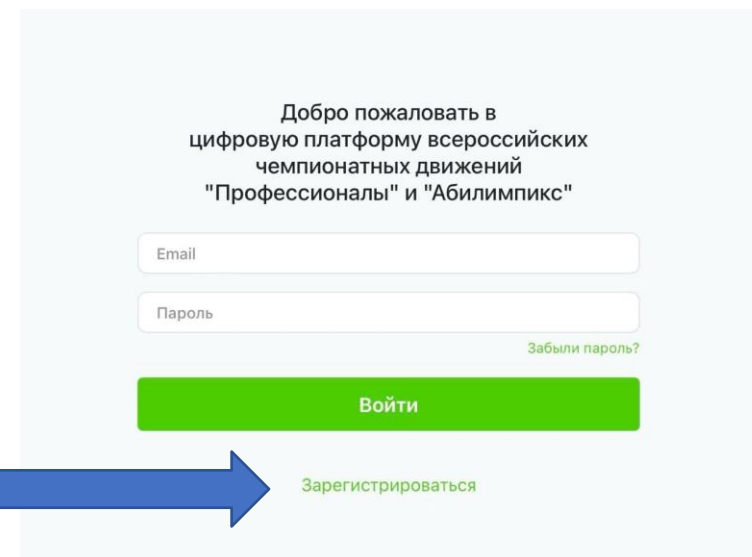 Добро пожаловать в
цифровую платформу всероссийских
чемпионатных движений
"Профессионалы" и "Абилимпикс"
Email
Пароль
Забыли пароль?
Войти
Зарегистрироваться